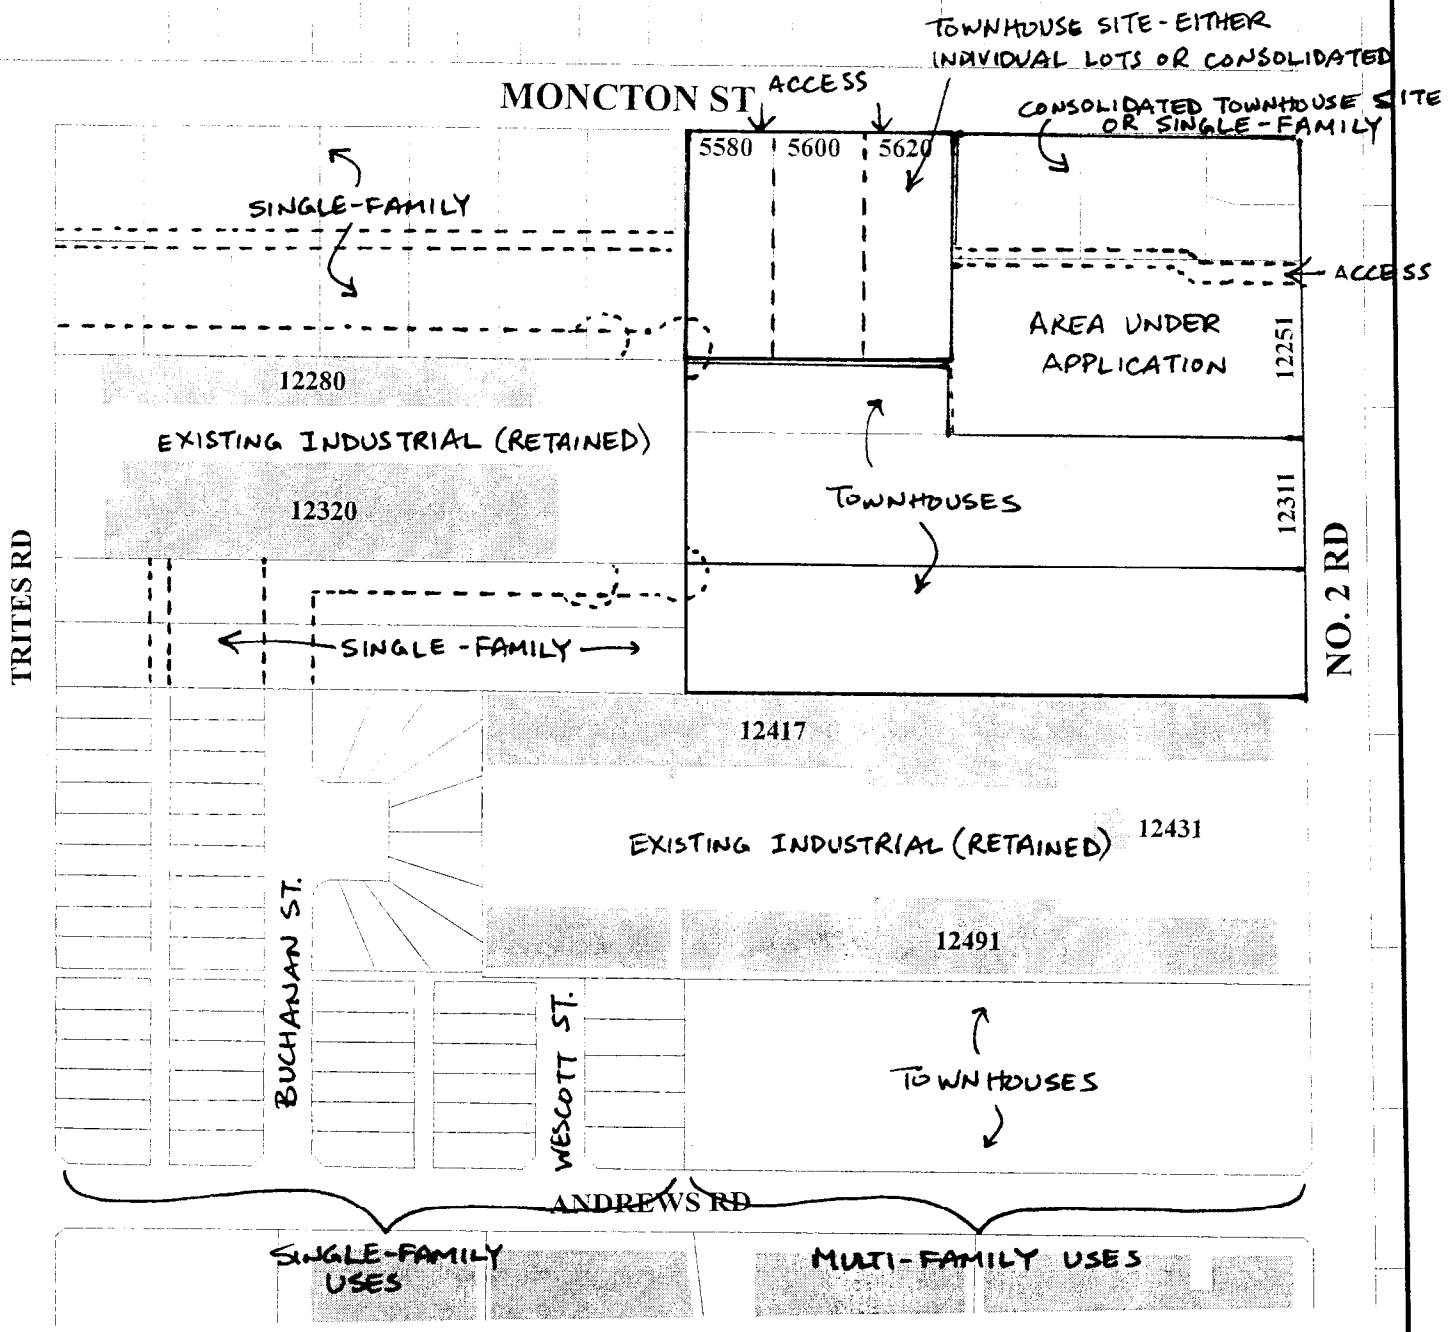 TOWNHOUSE SITE - EITHER
INDIVIDUAL LOTS OR CONSOLIDATED
MONCTON ST
ACCESS
CONSOLIDATED TOWNHOUSE SITE
OR SINGLE-FAMILY
5580
5600
5620
SINGLE-FAMILY
ACCESS
AREA UNDER
APPLICATION
12251
12280
EXISTING INDUSTRIAL (RETAINED)
12320
TOWNHOUSES
12311
TRITES RD
NO. 2 RD
SINGLE-FAMILY
12417
EXISTING INDUSTRIAL (RETAINED)
12431
12491
BUCHANAN ST.
WESCOTT ST.
TOWNHOUSES
ANDREWS RD
SINGLE-FAMILY
USES
MULTI-FAMILY USES